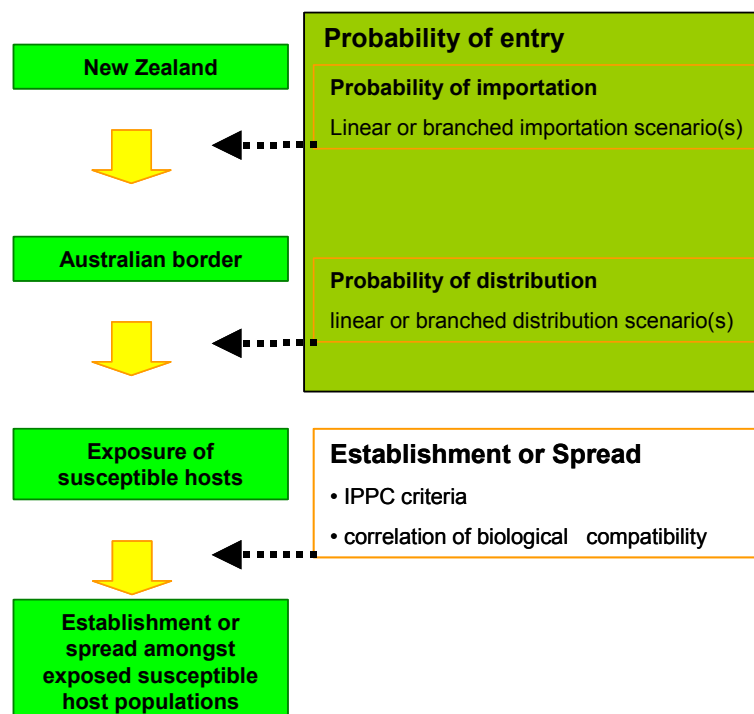 New Zealand
Probability of entry
Probability of importation
Linear or branched importation scenario(s)
Australian border
Probability of distribution
linear or branched distribution scenario(s)
Exposure of
susceptible hosts
Establishment or Spread
• IPPC criteria
• correlation of biological compatibility
Establishment or
spread amongst
exposed susceptible
host populations